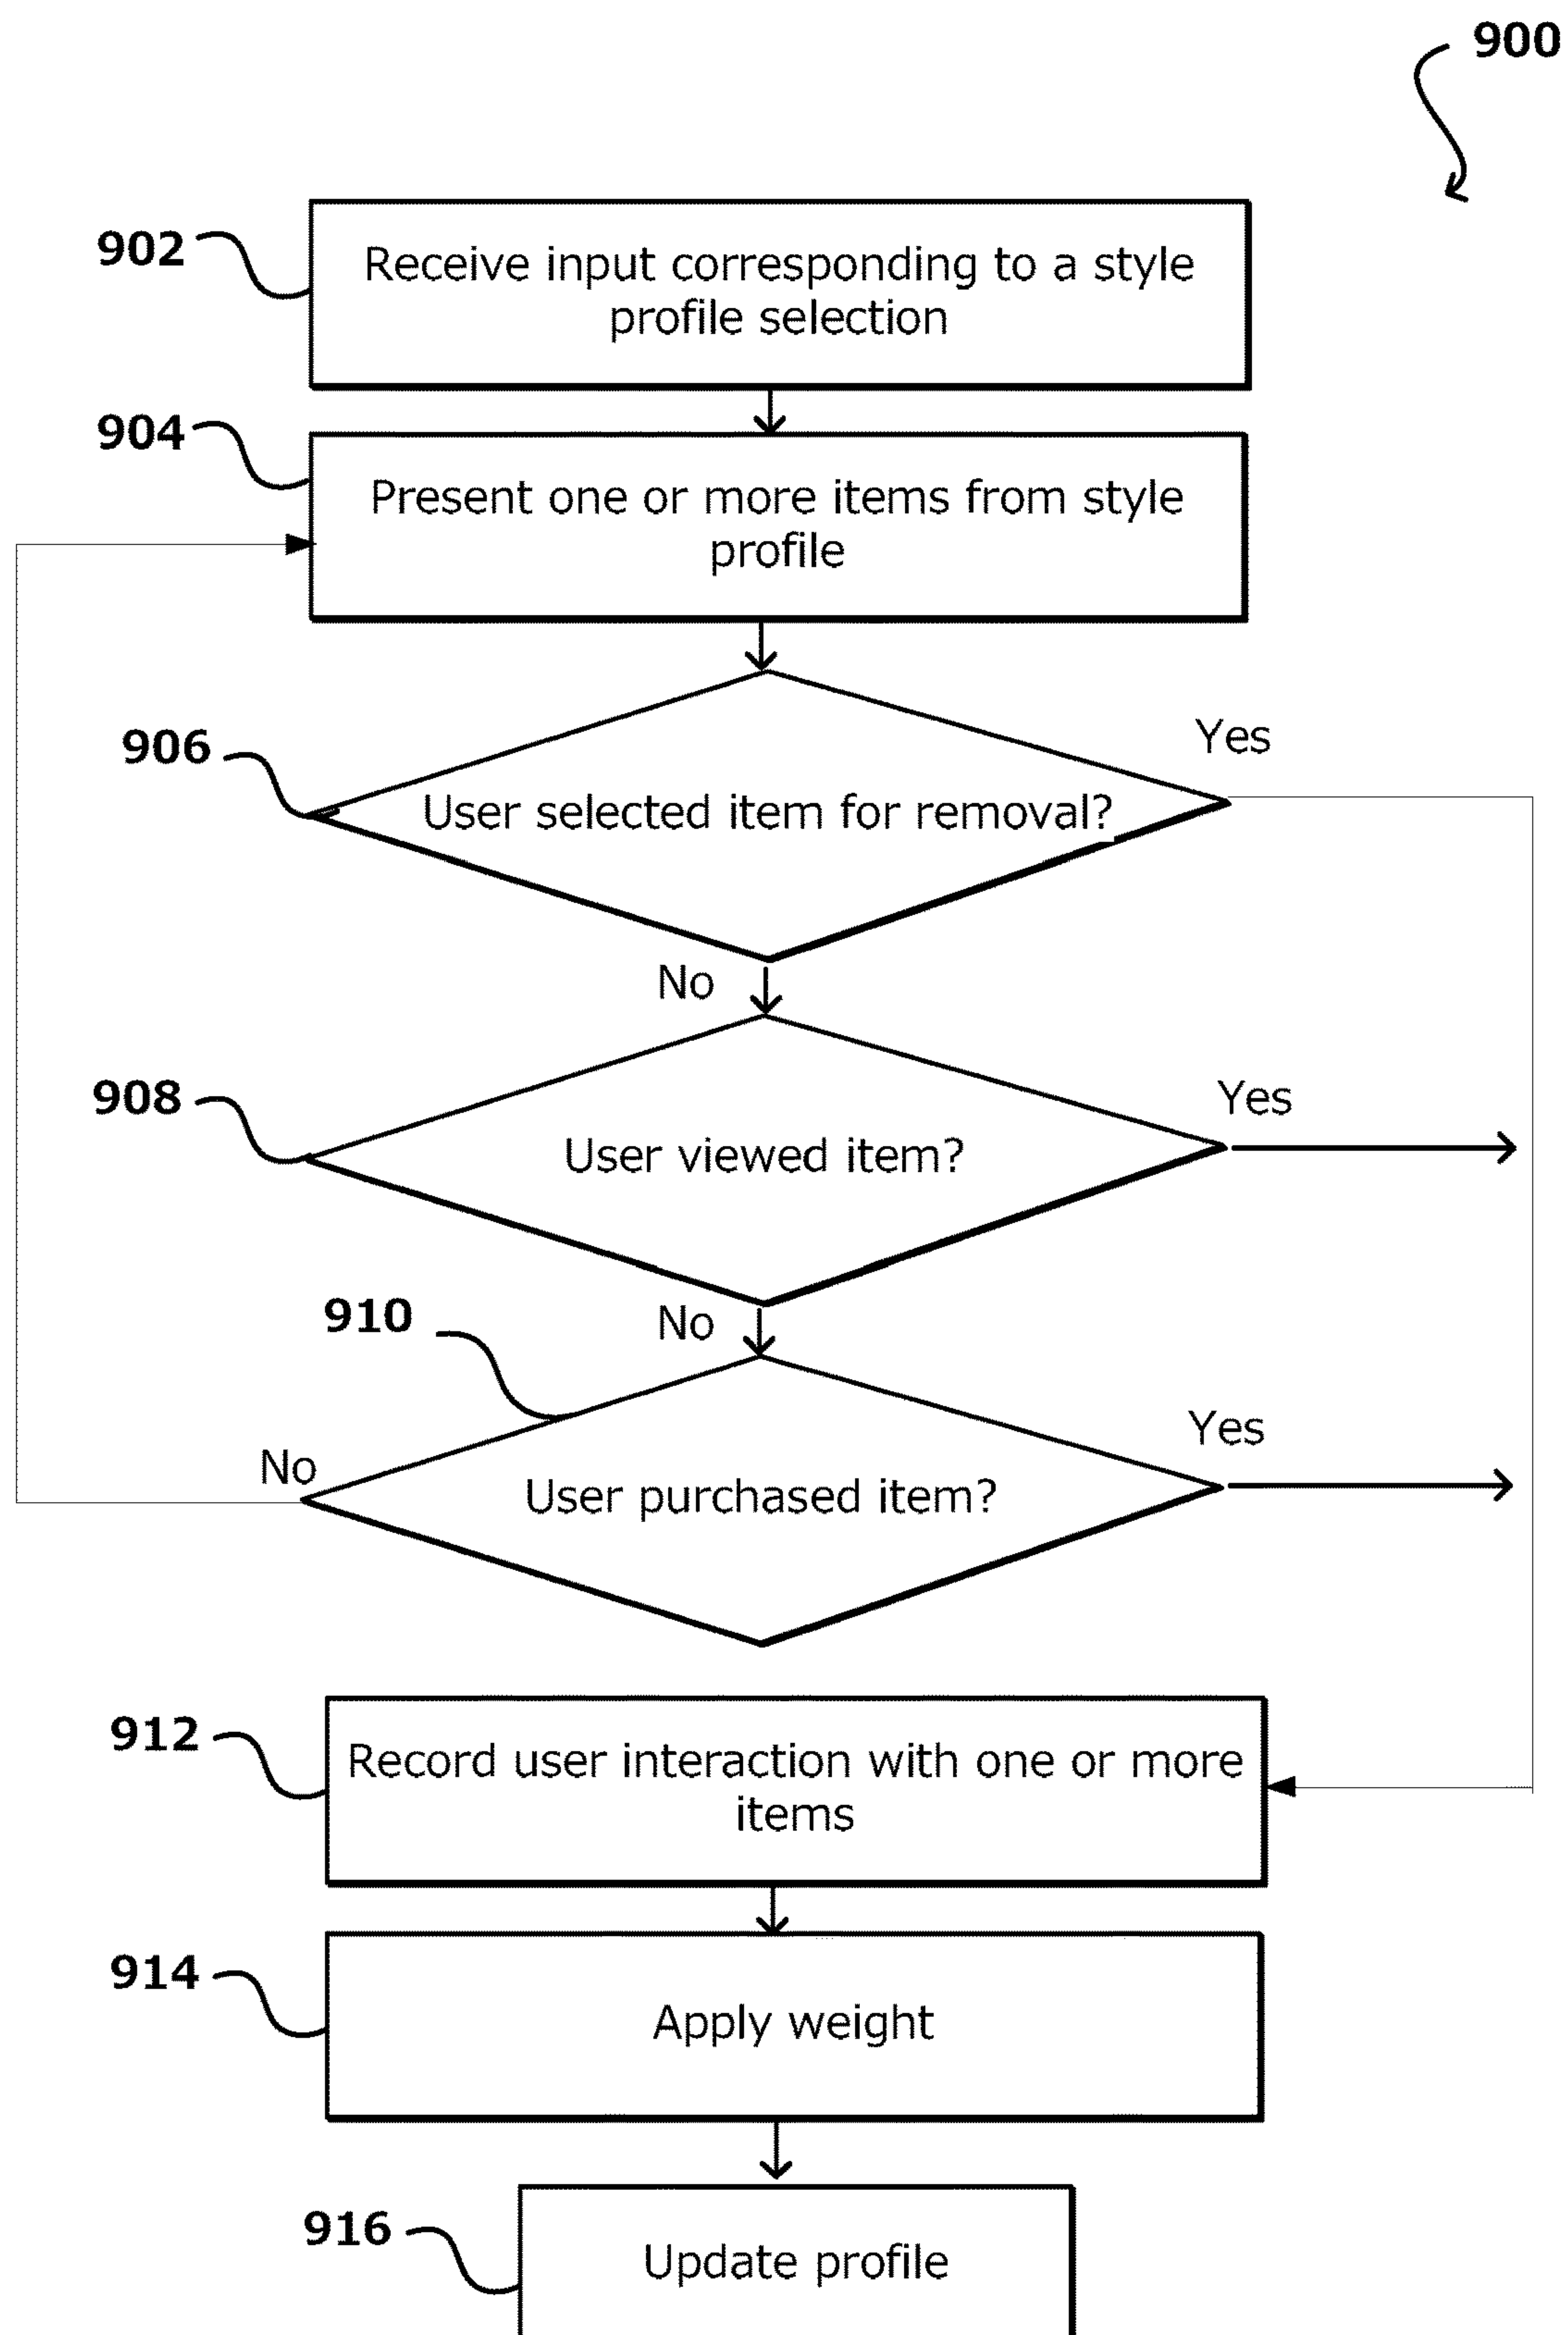 900
902
Receive input corresponding to a style
profile selection
904
Present one or more items from style
profile
906
Yes
User selected item for removal?
No
908
Yes
User viewed item?
No
910
Yes
No
User purchased item?
912
Record user interaction with one or more
items
914
Apply weight
916
Update profile